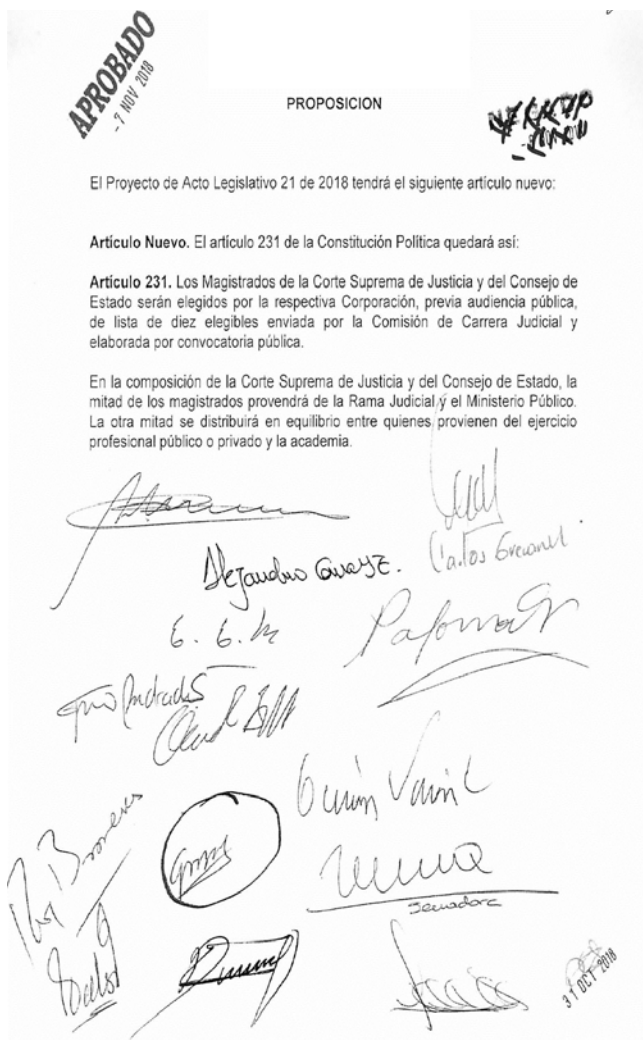 APROBADO
- 7 NOV 2018
PROPOSICION
El Proyecto de Acto Legislativo 21 de 2018 tendrá el siguiente artículo nuevo:
Artículo Nuevo. El artículo 231 de la Constitución Política quedará así:
Artículo 231. Los Magistrados de la Corte Suprema de Justicia y del Consejo de
Estado serán elegidos por la respectiva Corporación, previa audiencia pública,
de lista de diez elegibles enviada por la Comisión de Carrera Judicial y
elaborada por convocatoria pública.
En la composición de la Corte Suprema de Justicia y del Consejo de Estado, la
mitad de los magistrados provendrá de la Rama Judicial y el Ministerio Público.
La otra mitad se distribuirá en equilibrio entre quienes provienen del ejercicio
profesional público o privado y la academia.
Alejandro
Carlos
Paloma
Germán Varón
Senadora
31 OCT 2018